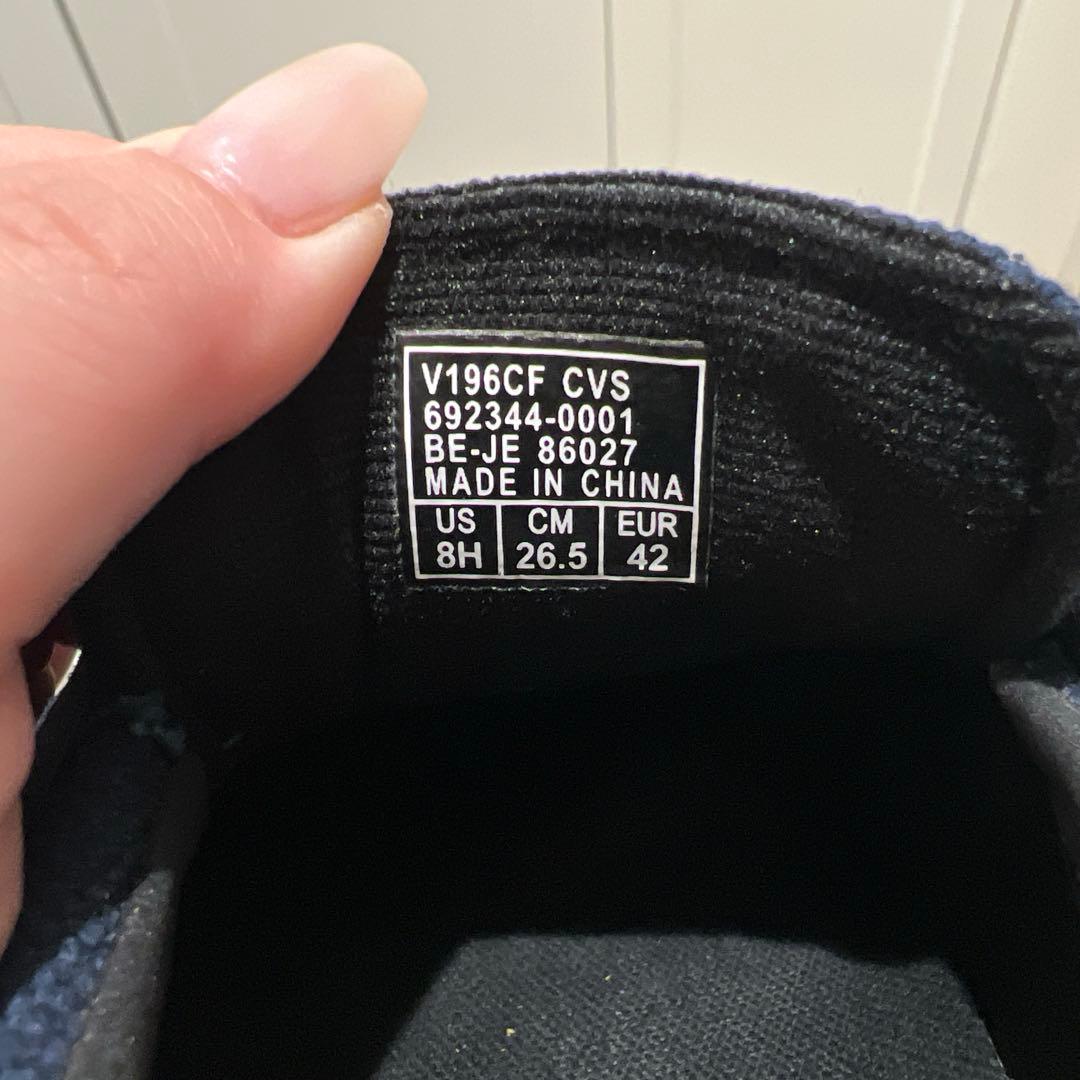 V196CF CVS
692344-0001
BE-JE 86027
MADE IN CHINA
US CM EUR
8H 26.5 42